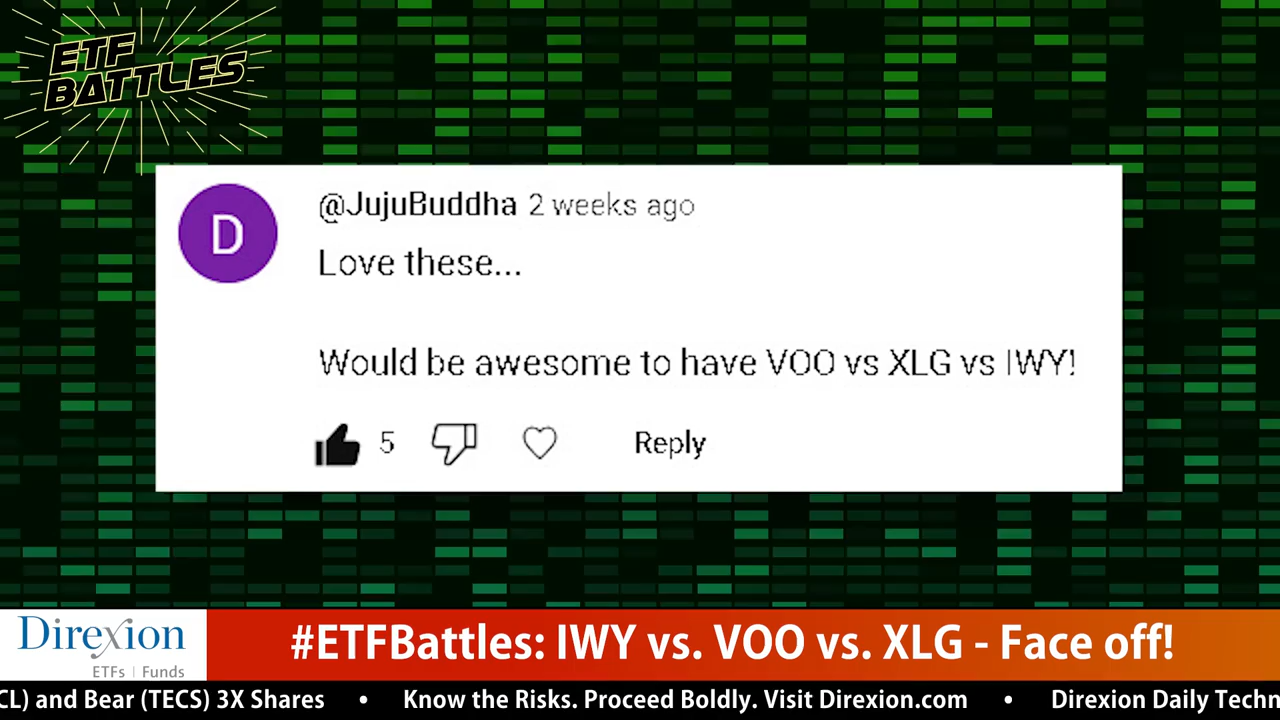 ETF
BATTLES
D
@JujuBuddha 2 weeks ago
Love these...
Would be awesome to have VOO vs XLG vs IWY!
5
Reply
Direxion
ETFs | Funds
#ETFBattles: IWY vs. VOO vs. XLG - Face off!
CL) and Bear (TECS) 3X Shares • Know the Risks. Proceed Boldly. Visit Direxion.com • Direxion Daily Techn